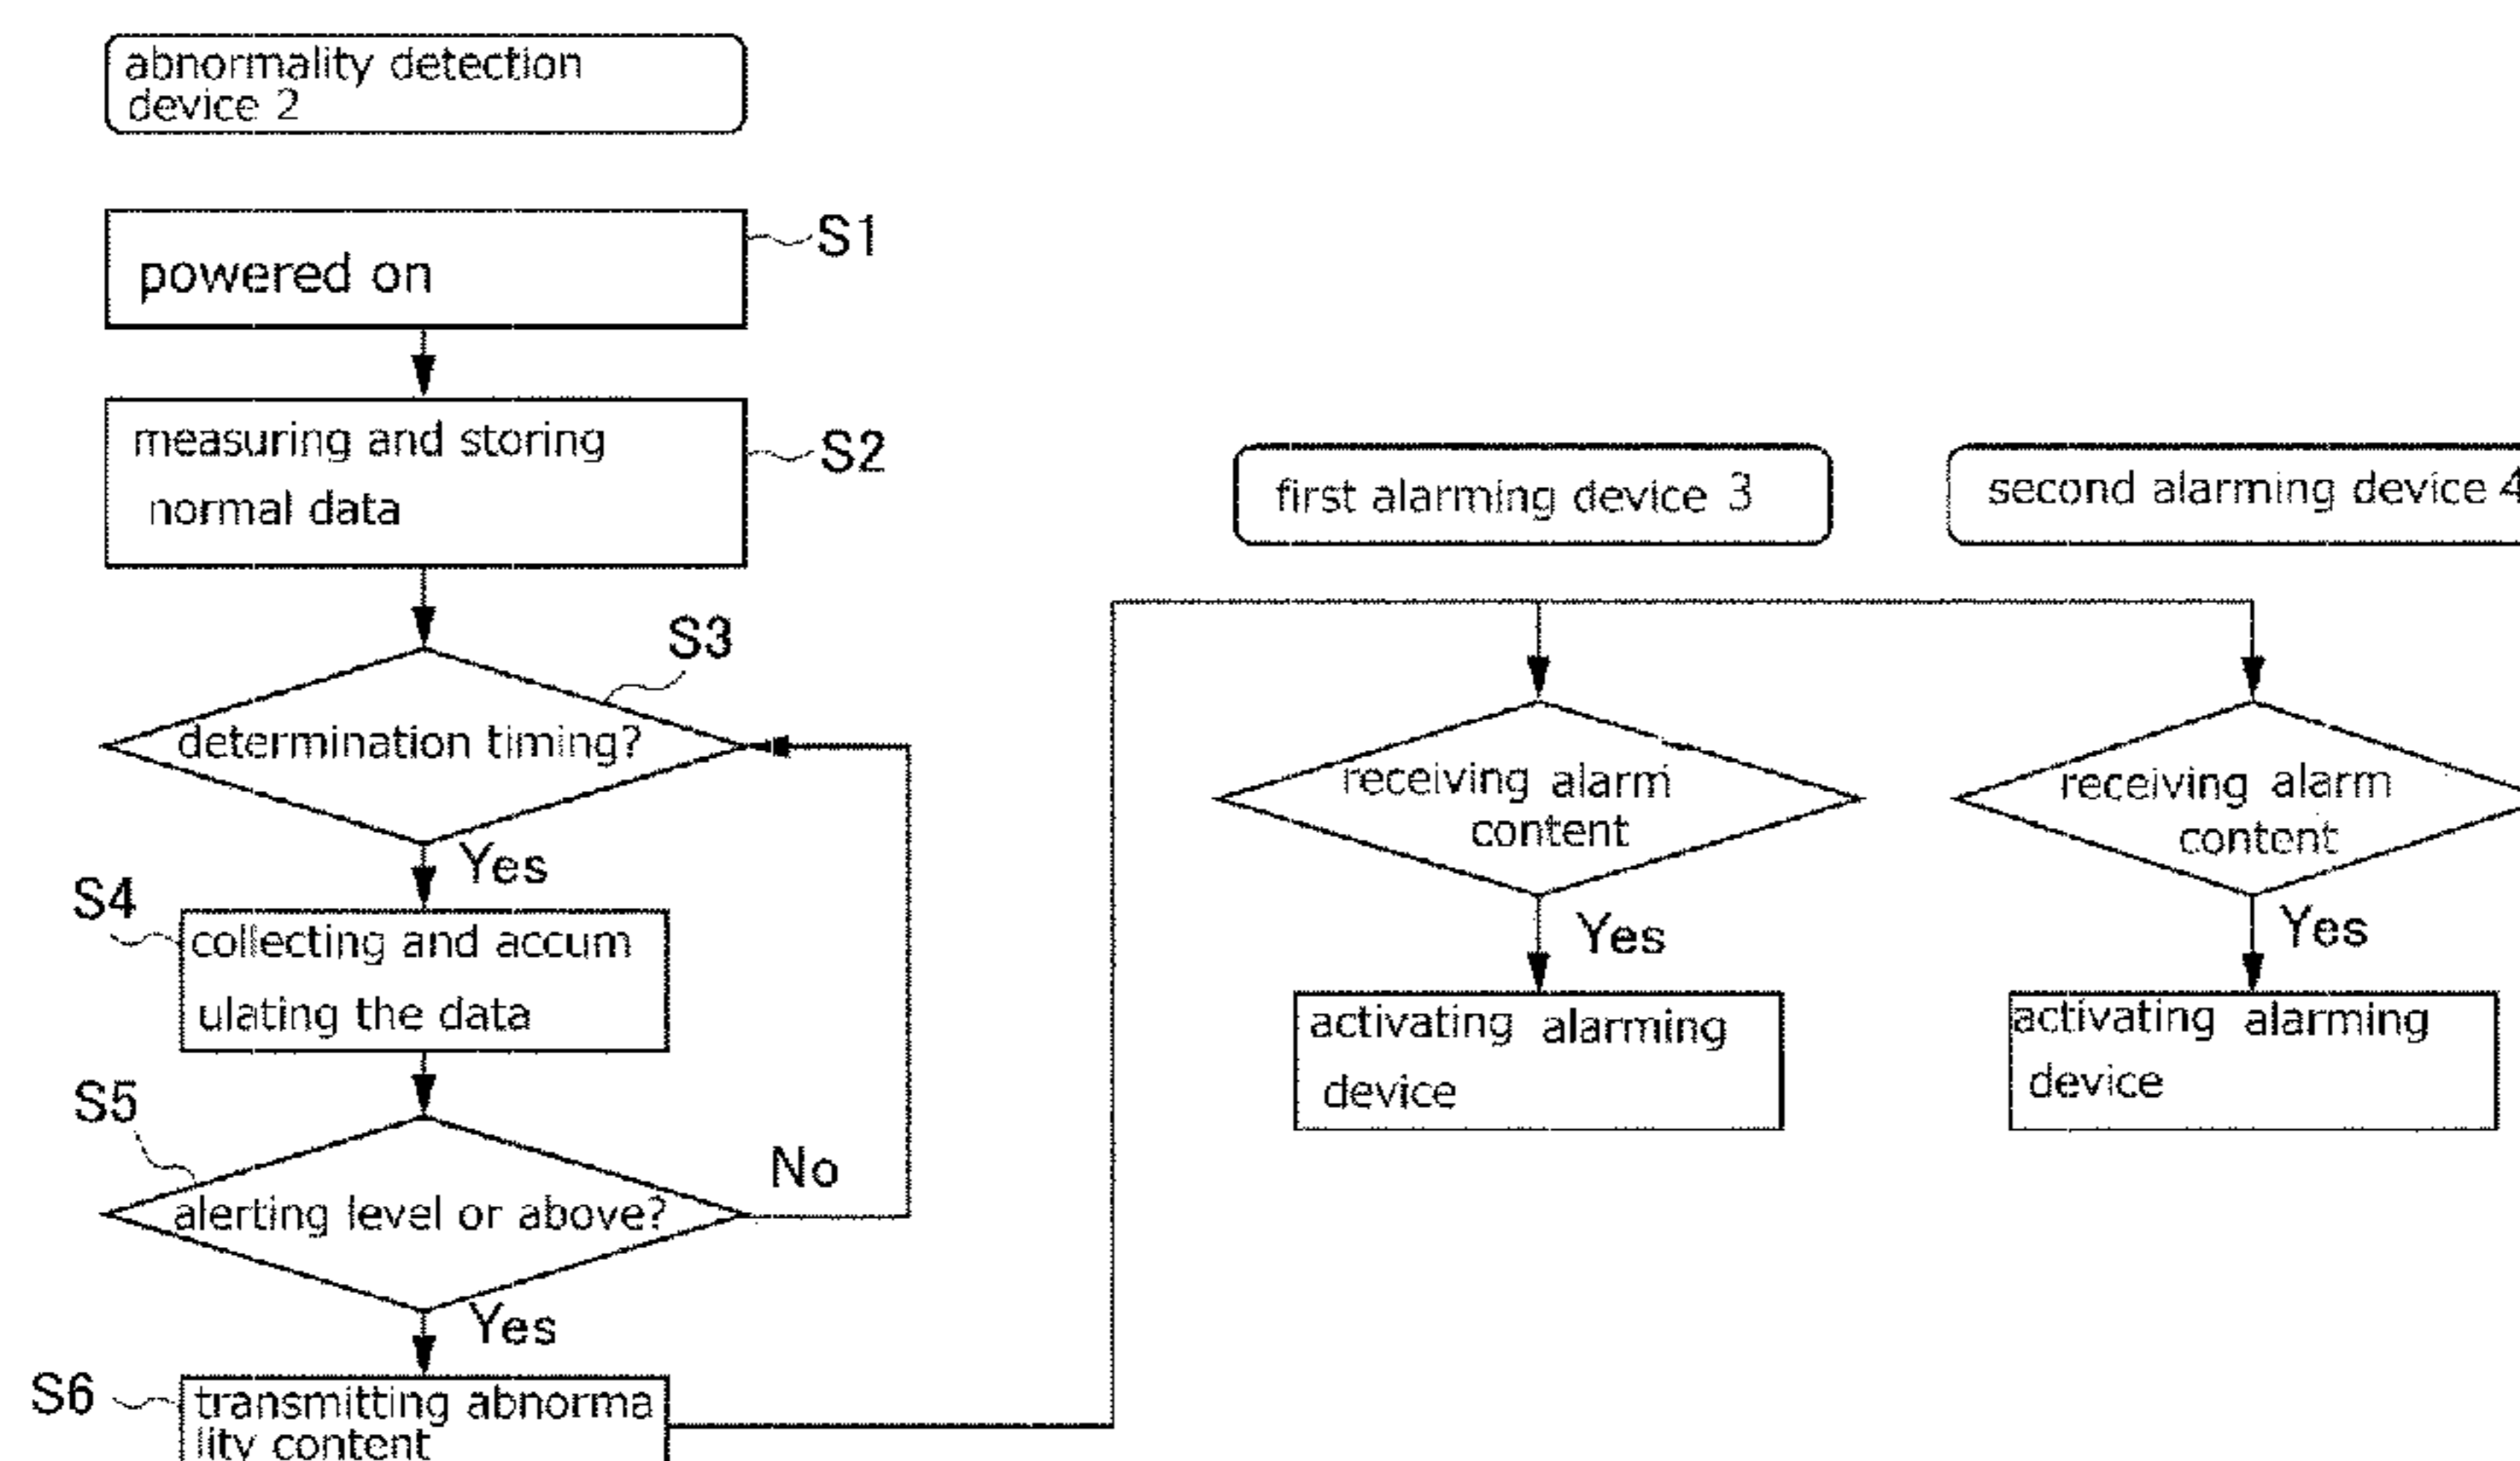 abnormality detection
device 2
powered on
S1
measuring and storing
normal data
S2
first alarming device 3
second alarming device 4
S3
determination timing?
Yes
S4
collecting and accum
ulating the data
S5
alerting level or above?
No
Yes
S6
transmitting abnorma
lity content
receiving alarm
content
Yes
activating alarming
device
receiving alarm
content
Yes
activating alarming
device